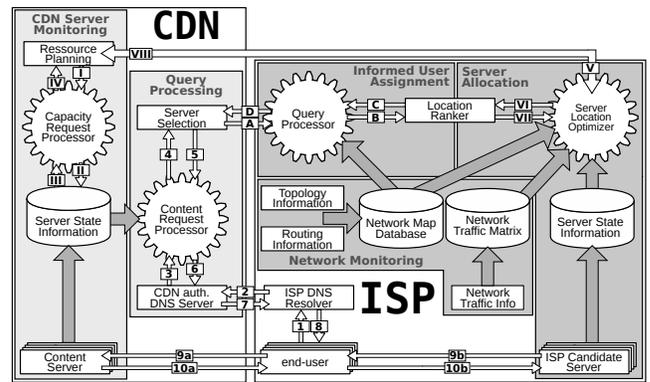 CDN Server
Monitoring
CDN
Ressource
Planning
VIII
V
IV
I
Query
Processing
Informed User
Assignment
Server
Allocation
Capacity
Request
Processor
Server
Selection
D
A
Query
Processor
C
B
Location
Ranker
VI
VII
Server
Location
Optimizer
4
5
III
II
Server State
Information
Content
Request
Processor
Topology
Information
Routing
Information
Network Map
Database
Network
Traffic Matrix
Server State
Information
Network Monitoring
3
6
CDN auth.
DNS Server
2
7
ISP DNS
Resolver
ISP
Network
Traffic Info
1
8
Content
Server
9a
10a
end-user
9b
10b
ISP Candidate
Server